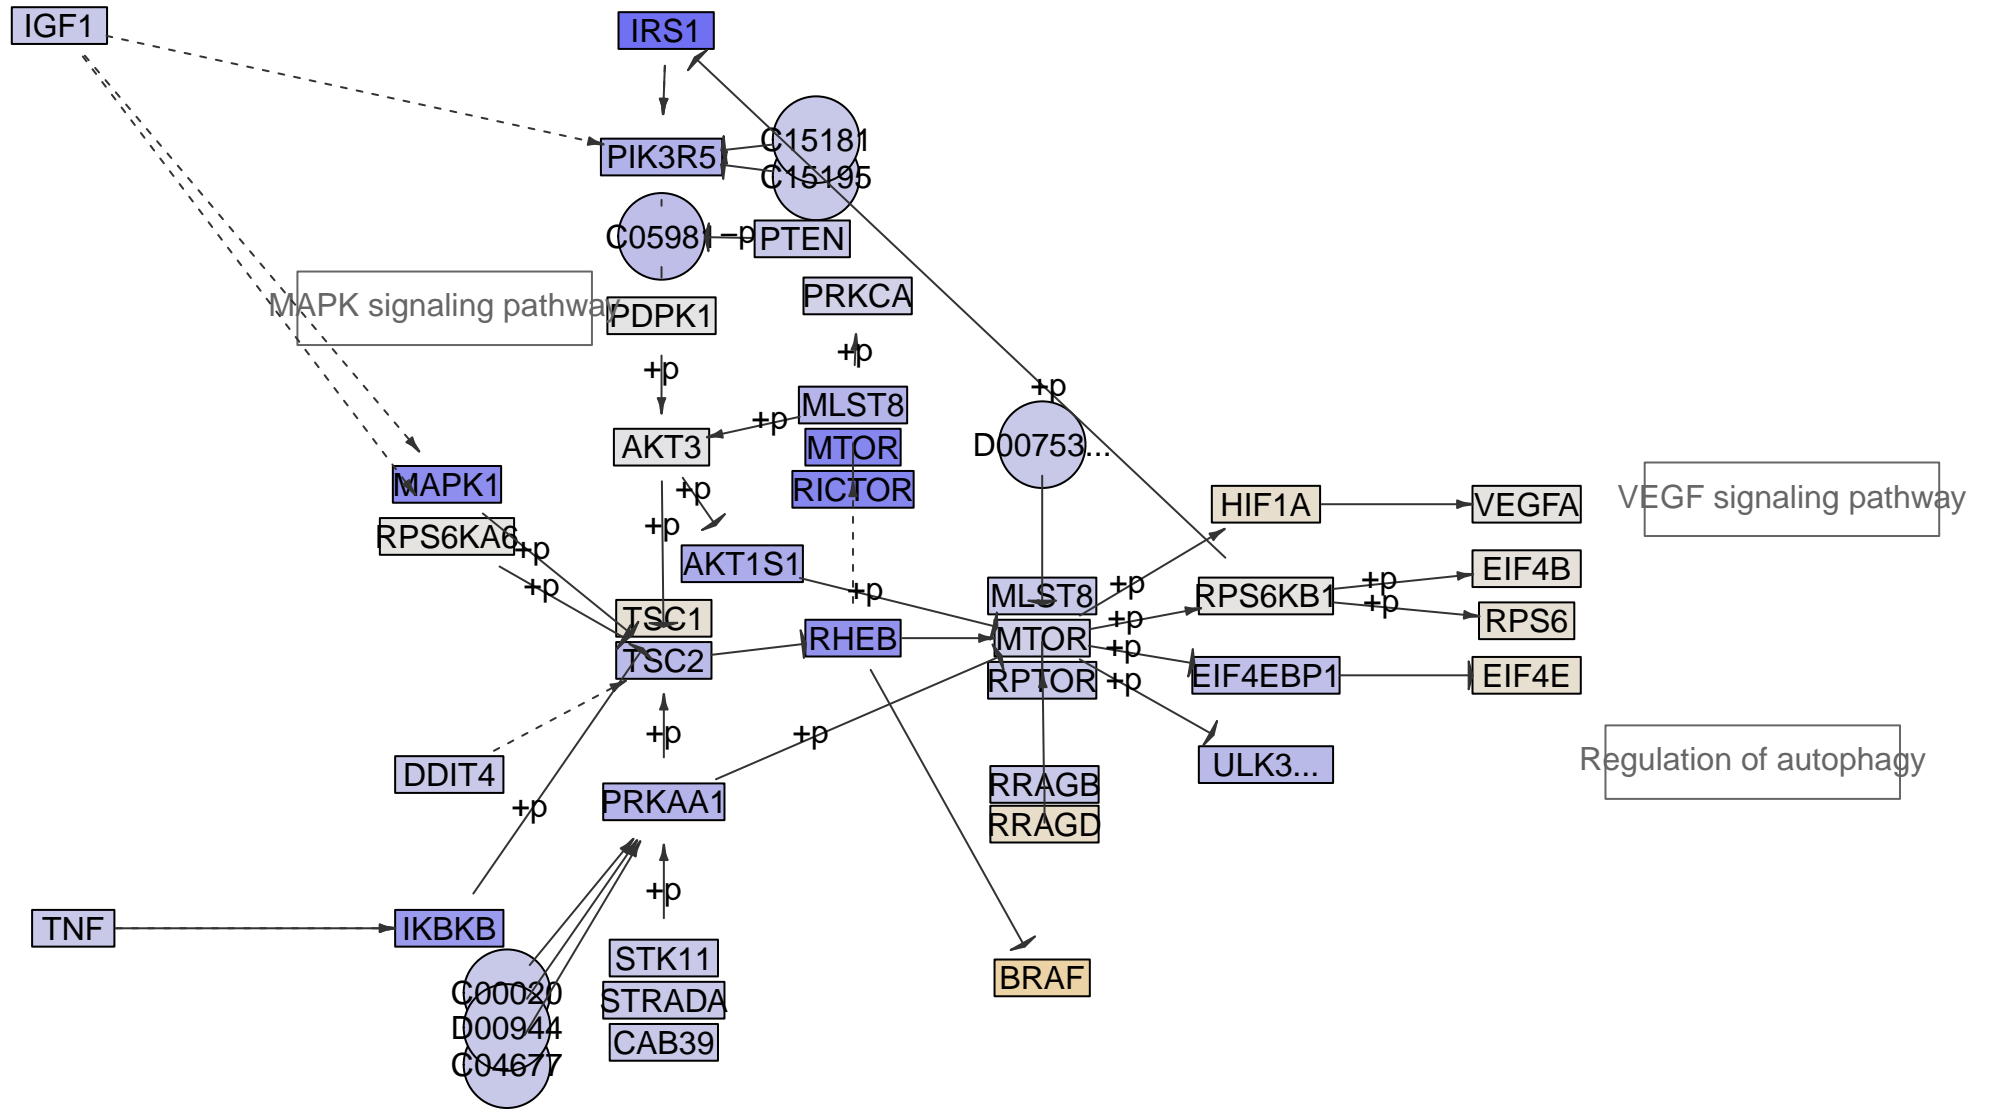 IGF1
IRS1
C15181
PIK3R5
C15195
C05981
−p
PTEN
PRKCA
MAPK signaling pathway
PDPK1
+p
+p
+p
MLST8
+p
AKT3
MTOR
D00753...
MAPK1
RICTOR
+p
HIF1A
VEGFA
VEGF signaling pathway
+p
RPS6KA6
+p
AKT1S1
EIF4B
+p
+p
+p
+p
MLST8
RPS6KB1
+p
TSC1
+p
RPS6
RHEB
MTOR
+p
TSC2
RPTOR
+p
EIF4EBP1
EIF4E
+p
+p
ULK3...
Regulation of autophagy
DDIT4
RRAGB
PRKAA1
+p
RRAGD
+p
TNF
IKBKB
STK11
BRAF
C00020
STRADA
D00944
CAB39
C04677